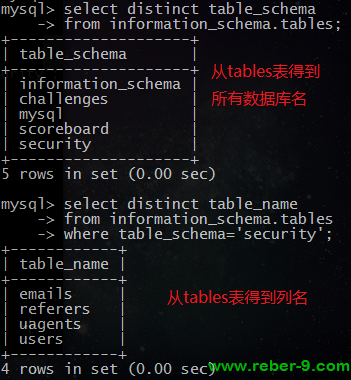 mysql> select distinct table_schema
    -> from information_schema.tables;
+--------------------+
| table_schema       |
+--------------------+
| information_schema |
| challenges         |
| mysql              |
| scoreboard         |
| security           |
+--------------------+
从tables表得到
所有数据库名
5 rows in set (0.00 sec)
mysql> select distinct table_name
    -> from information_schema.tables
    -> where table_schema='security';
+------------+
| table_name |
+------------+
| emails     |
| referers   |
| uagents    |
| users      |
+------------+
从tables表得到列名
4 rows in set (0.00 sec)
www.reber-9.com